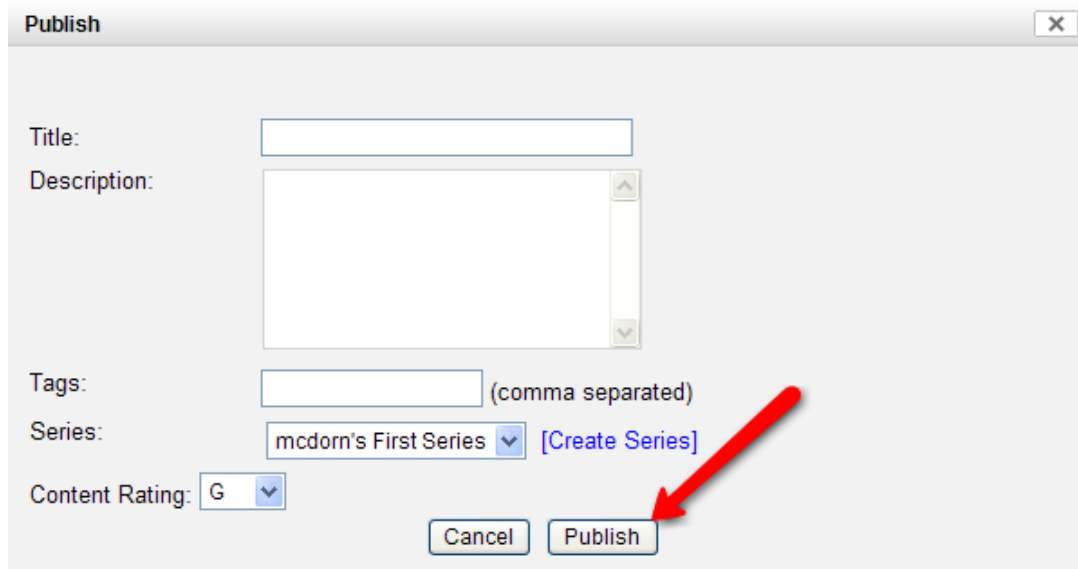 Publish
Title:
Description:
Tags: (comma separated)
Series: mcdorn's First Series [Create Series]
Content Rating: G
Cancel Publish